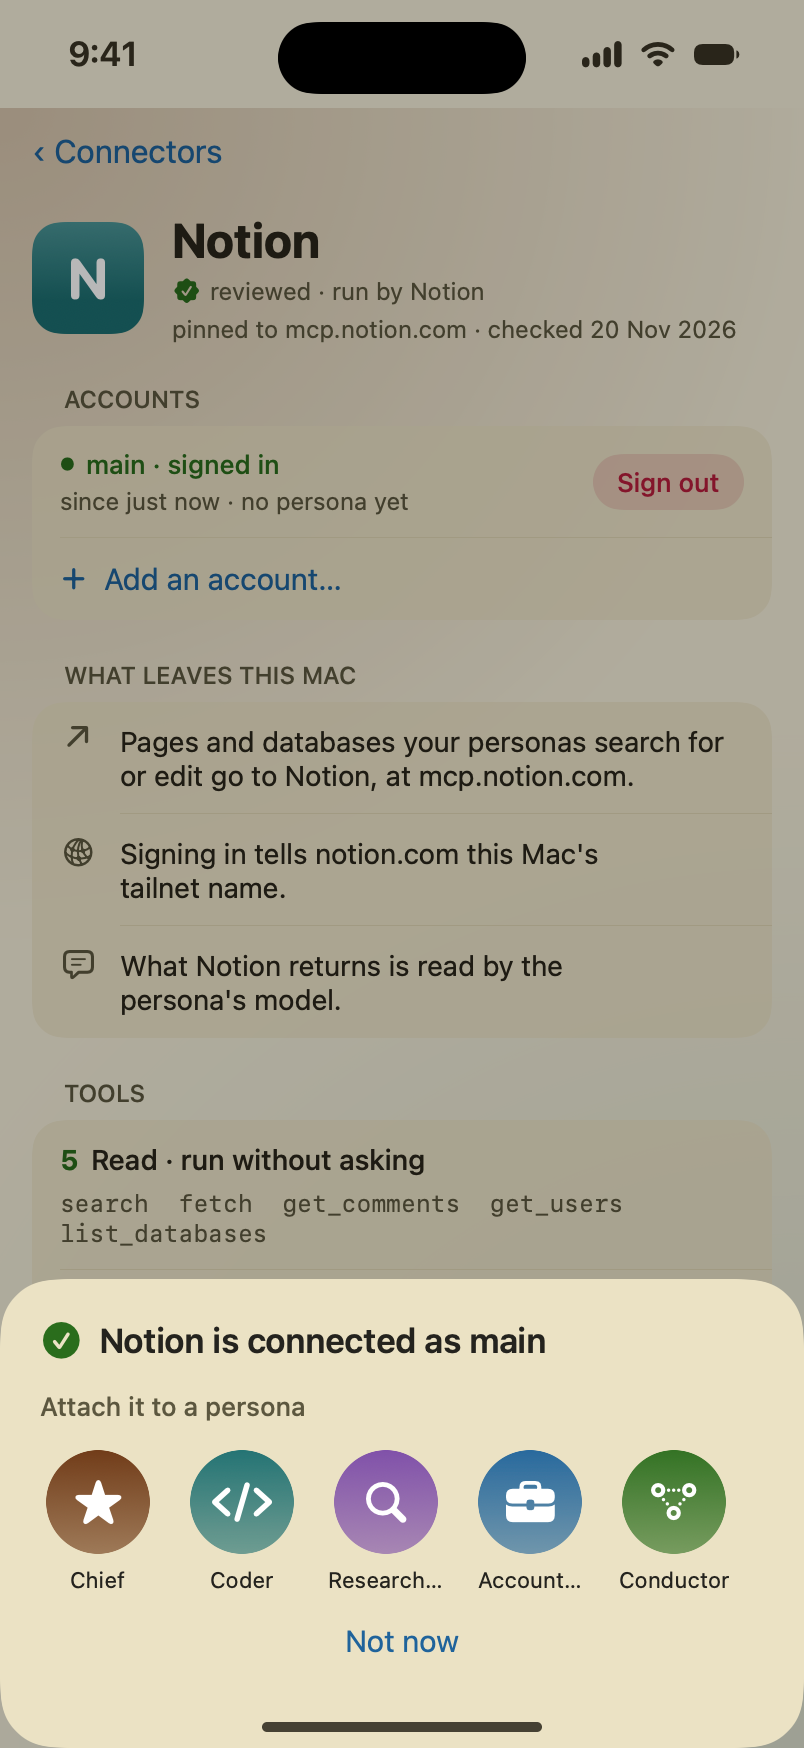 9:41
‹ Connectors
N
Notion
reviewed · run by Notion
pinned to mcp.notion.com · checked 20 Nov 2026
ACCOUNTS
main · signed in
since just now · no persona yet
Sign out
+ Add an account...
WHAT LEAVES THIS MAC
Pages and databases your personas search for
or edit go to Notion, at mcp.notion.com.
Signing in tells notion.com this Mac's
tailnet name.
What Notion returns is read by the
persona's model.
TOOLS
5 Read · run without asking
search fetch get_comments get_users
list_databases
Notion is connected as main
Attach it to a persona
Chief
Coder
Research...
Account...
Conductor
Not now